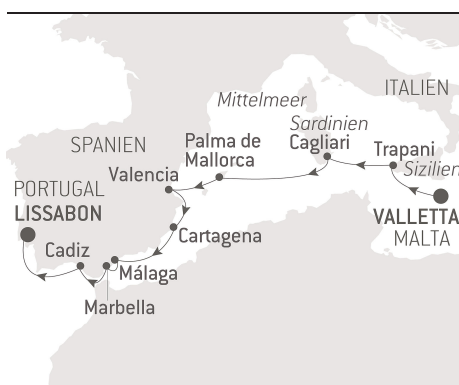 ITALIEN
Mittelmeer
Sardinien
Cagliari
SPANIEN
Palma de
Mallorca
Trapani
Sizilien
Valencia
PORTUGAL
LISSABON
VALLETTA
MALTA
Cartagena
Cadiz
Málaga
Marbella